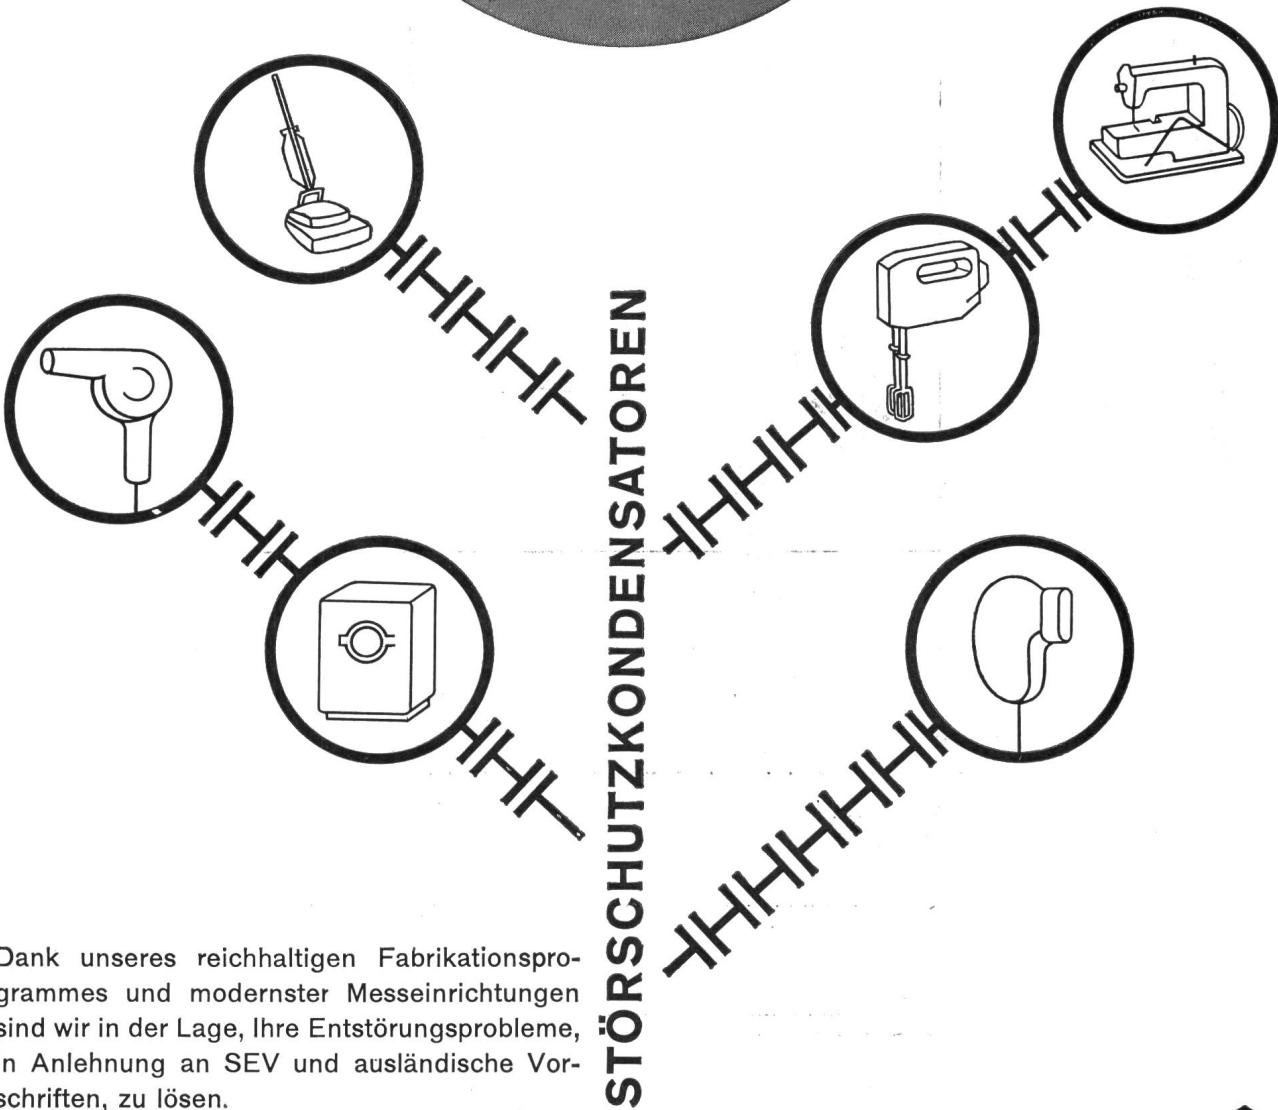 STÖRSCHUTZKONDENSATOREN
Dank unseres reichhaltigen Fabrikationspro-
grammes und modernster Messeinrichtungen
sind wir in der Lage, Ihre Entstörungsprobleme,
in Anlehnung an SEV und ausländische Vor-
schriften, zu lösen.